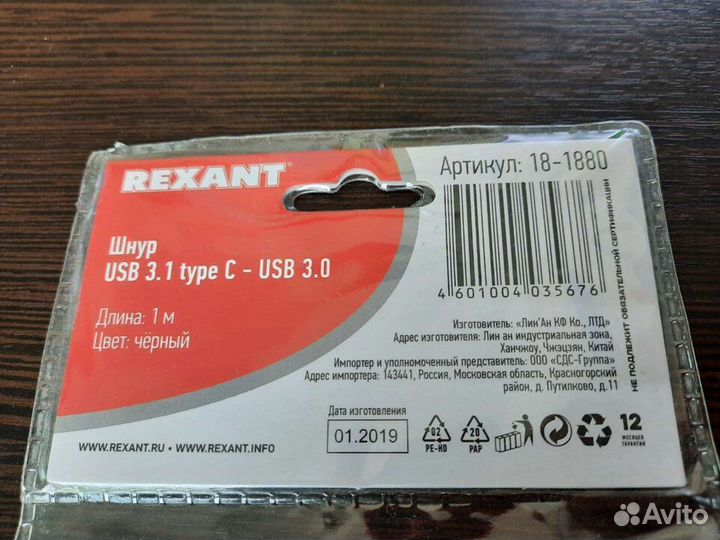 REXANT®
Шнур
USB 3.1 type C - USB 3.0
Длина: 1 м
Цвет: чёрный
WWW.REXANT.RU • WWW.REXANT.INFO
Артикул: 18-1880
4 601004 035676
Изготовитель: «Лин'Ан КФ Ко., ЛТД»
Адрес изготовителя: Лин ан индустриальная зона,
Ханчжоу, Чжэцзян, Китай
Импортер и уполномоченный представитель: ООО «СДС-Группа»
Адрес импортера: 143441, Россия, Московская область, Красногорский
район, д. Путилково, д.11
Дата изготовления
01.2019
02
PE-HD
20
PAP
12
МЕСЯЦЕВ
ГАРАНТИЯ
НЕ ПОДЛЕЖИТ ОБЯЗАТЕЛЬНОЙ СЕРТИФИКАЦИИ
Avito